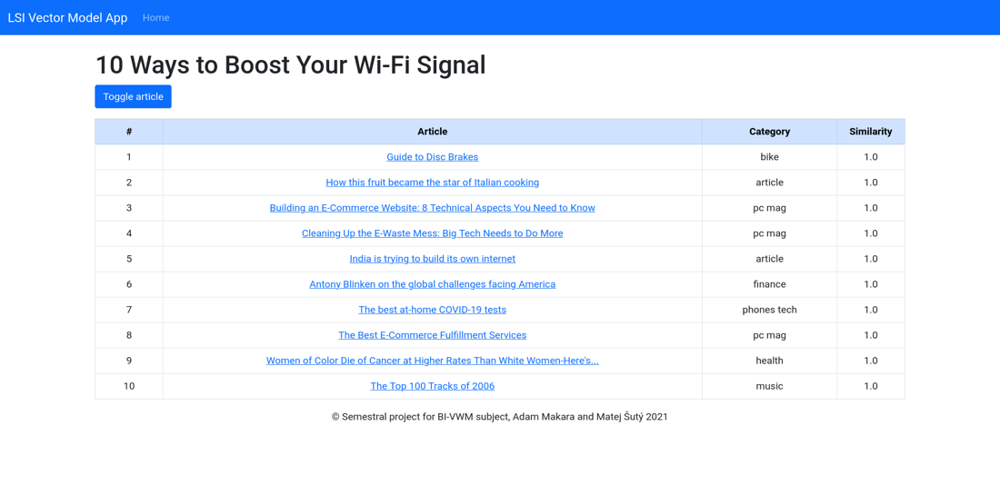 LSI Vector Model App Home
10 Ways to Boost Your Wi-Fi Signal
Toggle article
# Article Category Similarity
1 Guide to Disc Brakes bike 1.0
2 How this fruit became the star of Italian cooking article 1.0
3 Building an E-Commerce Website: 8 Technical Aspects You Need to Know pc mag 1.0
4 Cleaning Up the E-Waste Mess: Big Tech Needs to Do More pc mag 1.0
5 India is trying to build its own internet article 1.0
6 Antony Blinken on the global challenges facing America finance 1.0
7 The best at-home COVID-19 tests phones tech 1.0
8 The Best E-Commerce Fulfillment Services pc mag 1.0
9 Women of Color Die of Cancer at Higher Rates Than White Women-Here's... health 1.0
10 The Top 100 Tracks of 2006 music 1.0
© Semestral project for BI-VWM subject, Adam Makara and Matej Šutý 2021